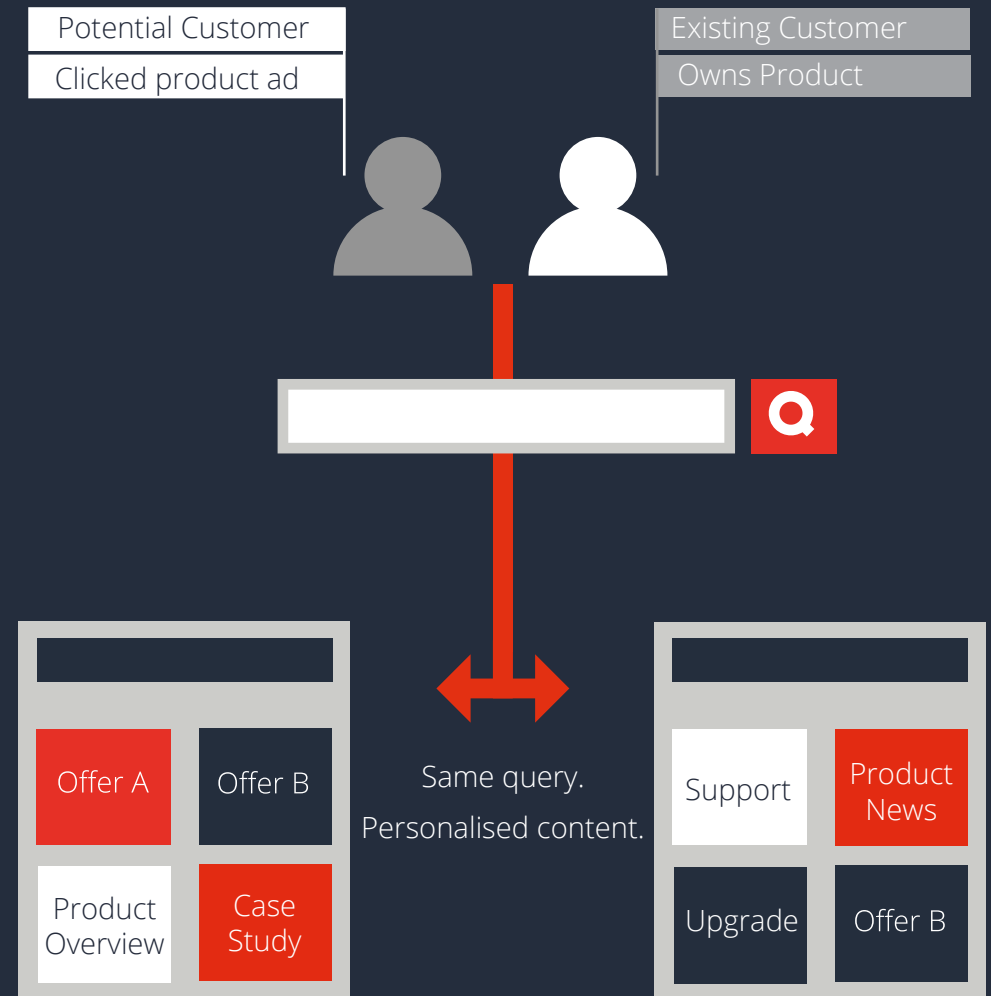 Potential Customer
Clicked product ad
Existing Customer
Owns Product
Offer A
Offer B
Product
Overview
Case
Study
Same query.
Personalised content.
Support
Product
News
Upgrade
Offer B